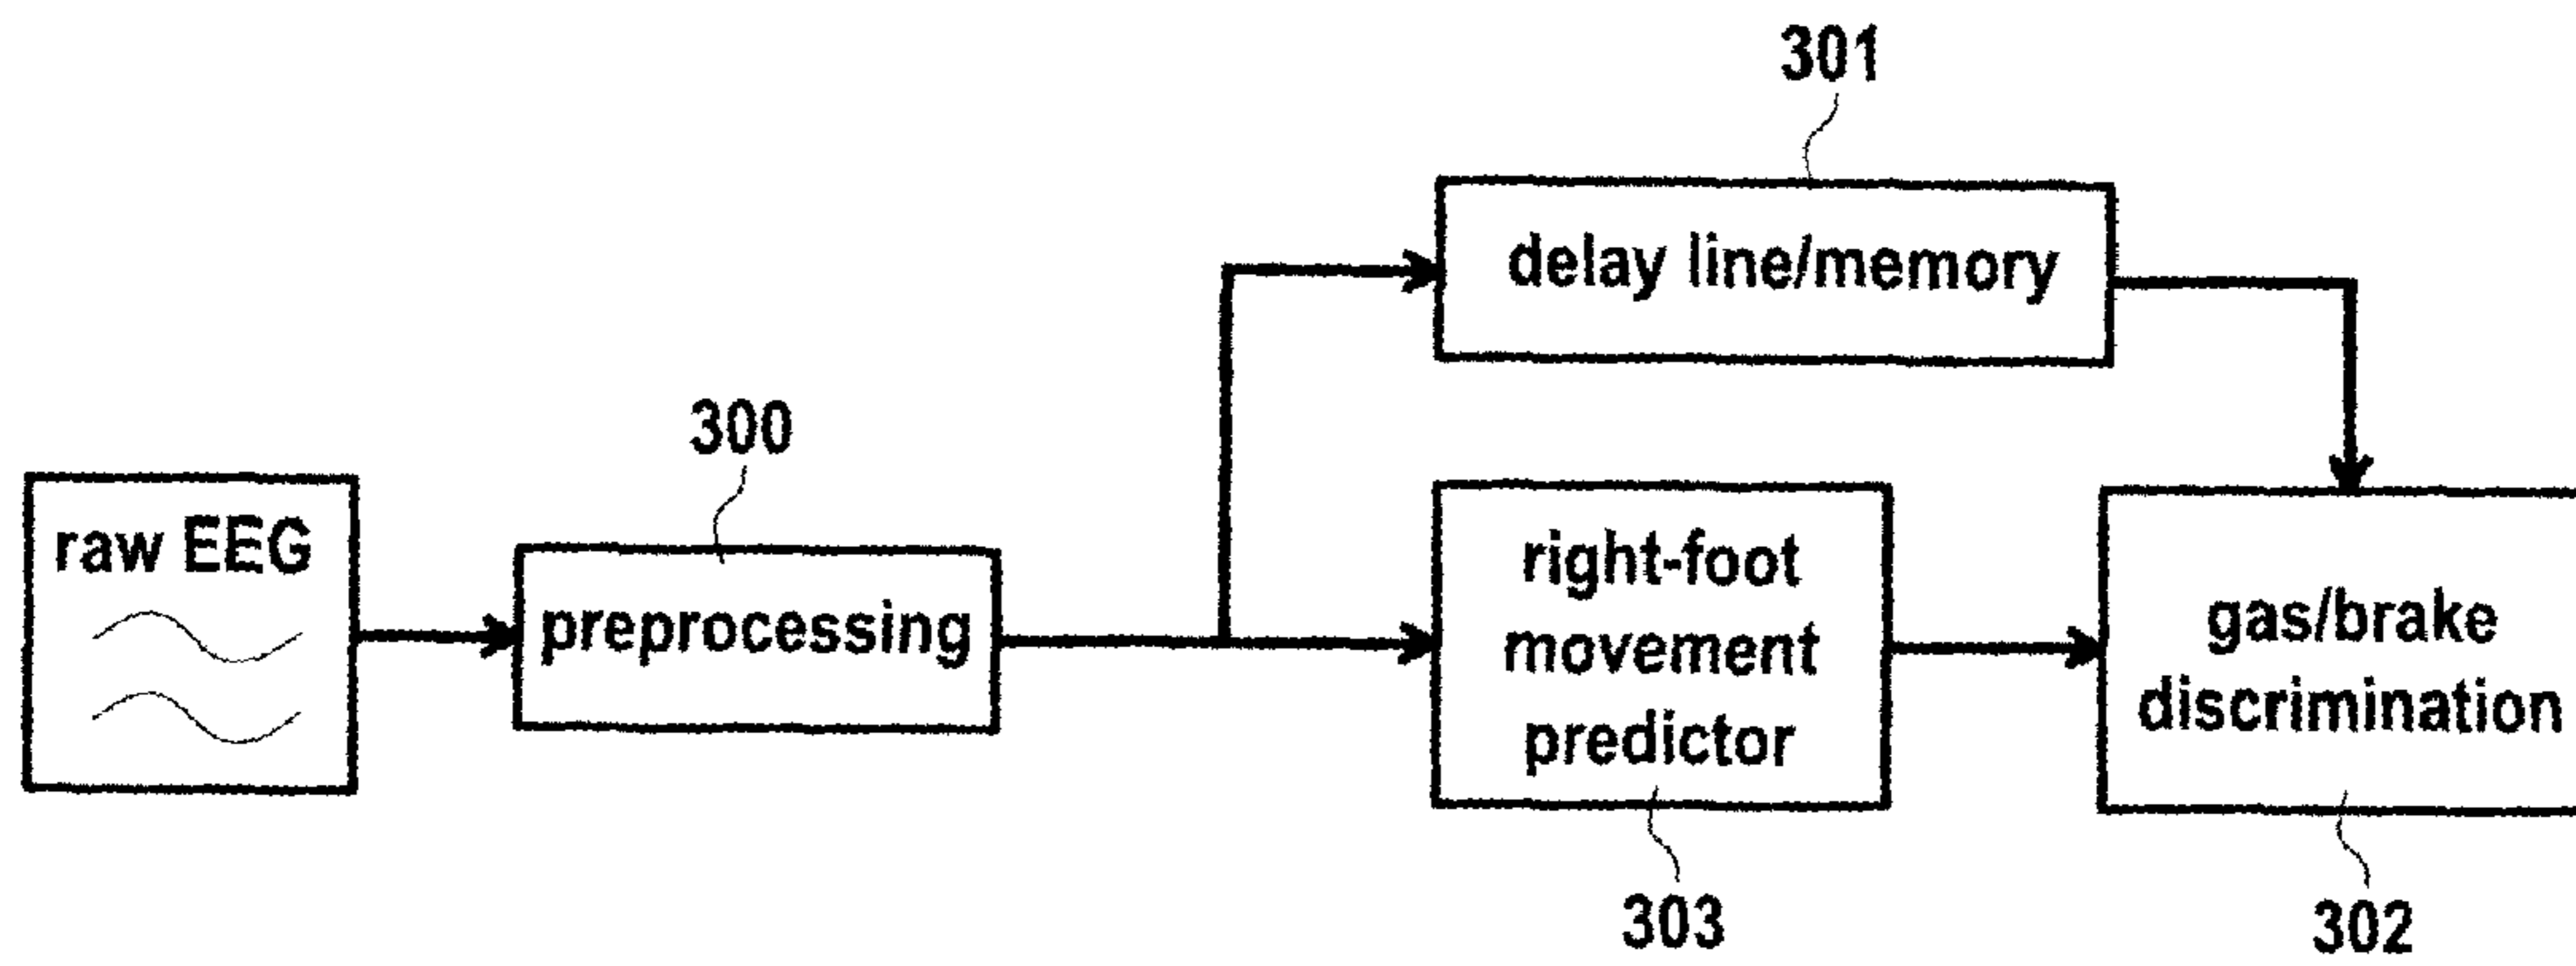 301
delay line/memory
300
raw EEG
preprocessing
right-foot
movement
predictor
gas/brake
discrimination
303
302